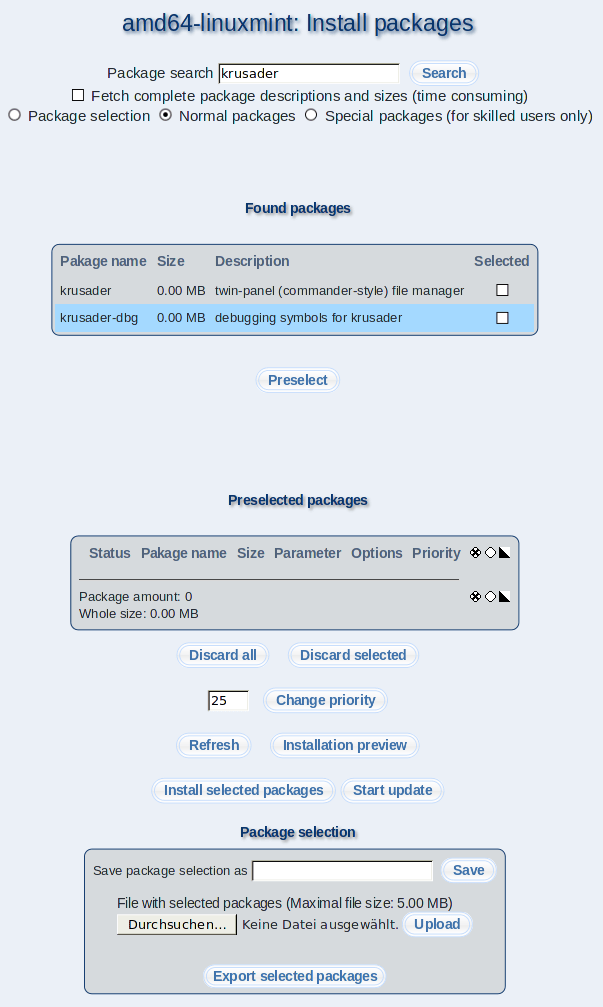 amd64-linuxmint: Install packages
Package search krusader Search
Fetch complete package descriptions and sizes (time consuming)
Package selection Normal packages Special packages (for skilled users only)
Found packages
Pakage name Size Description Selected
krusader 0.00 MB twin-panel (commander-style) file manager
krusader-dbg 0.00 MB debugging symbols for krusader
Preselect
Preselected packages
Status Pakage name Size Parameter Options Priority
Package amount: 0
Whole size: 0.00 MB
Discard all Discard selected
25 Change priority
Refresh Installation preview
Install selected packages Start update
Package selection
Save package selection as Save
File with selected packages (Maximal file size: 5.00 MB)
Durchsuchen... Keine Datei ausgewählt. Upload
Export selected packages